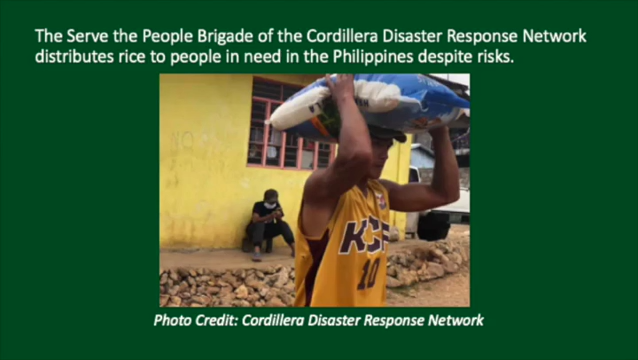 The Serve the People Brigade of the Cordillera Disaster Response Network
distributes rice to people in need in the Philippines despite risks.
10
Photo Credit: Cordillera Disaster Response Network